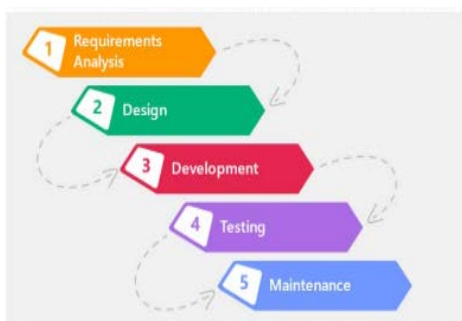 1 Requirements
Analysis
2 Design
3 Development
4 Testing
5 Maintenance